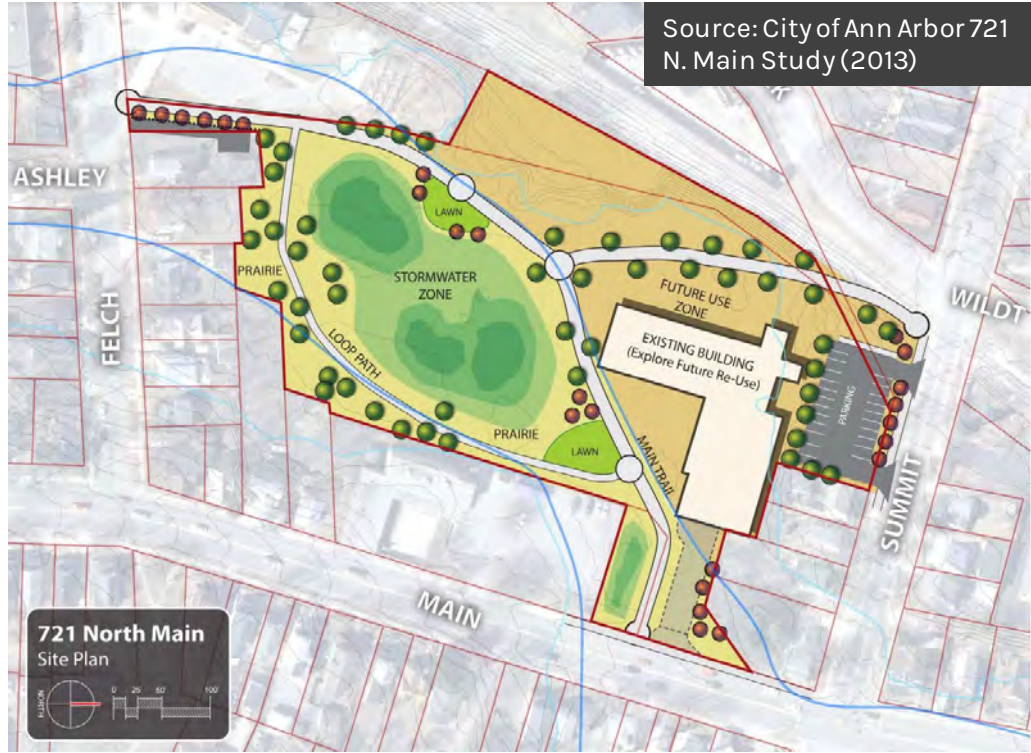 Source: City of Ann Arbor 721
N. Main Study (2013)
ASHLEY
FELCH
LAWN
PRAIRIE
STORMWATER
ZONE
FUTURE USE
ZONE
WILDT
EXISTING BUILDING
(Explore Future Re-Use)
LOOP PATH
PARKING
PRAIRIE
LAWN
MAIN TRAIL
SUMMIT
MAIN
721 North Main
Site Plan
NORTH
0 25 50 100'